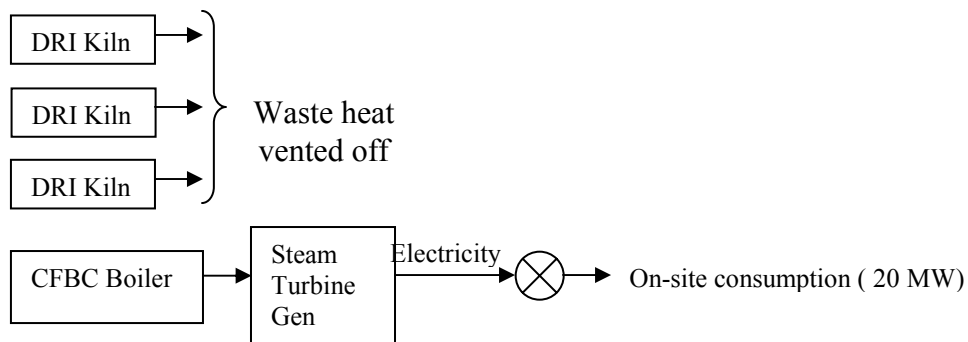 DRI Kiln
DRI Kiln
DRI Kiln
Waste heat
vented off
CFBC Boiler
Steam
Turbine
Gen
Electricity
On-site consumption ( 20 MW)